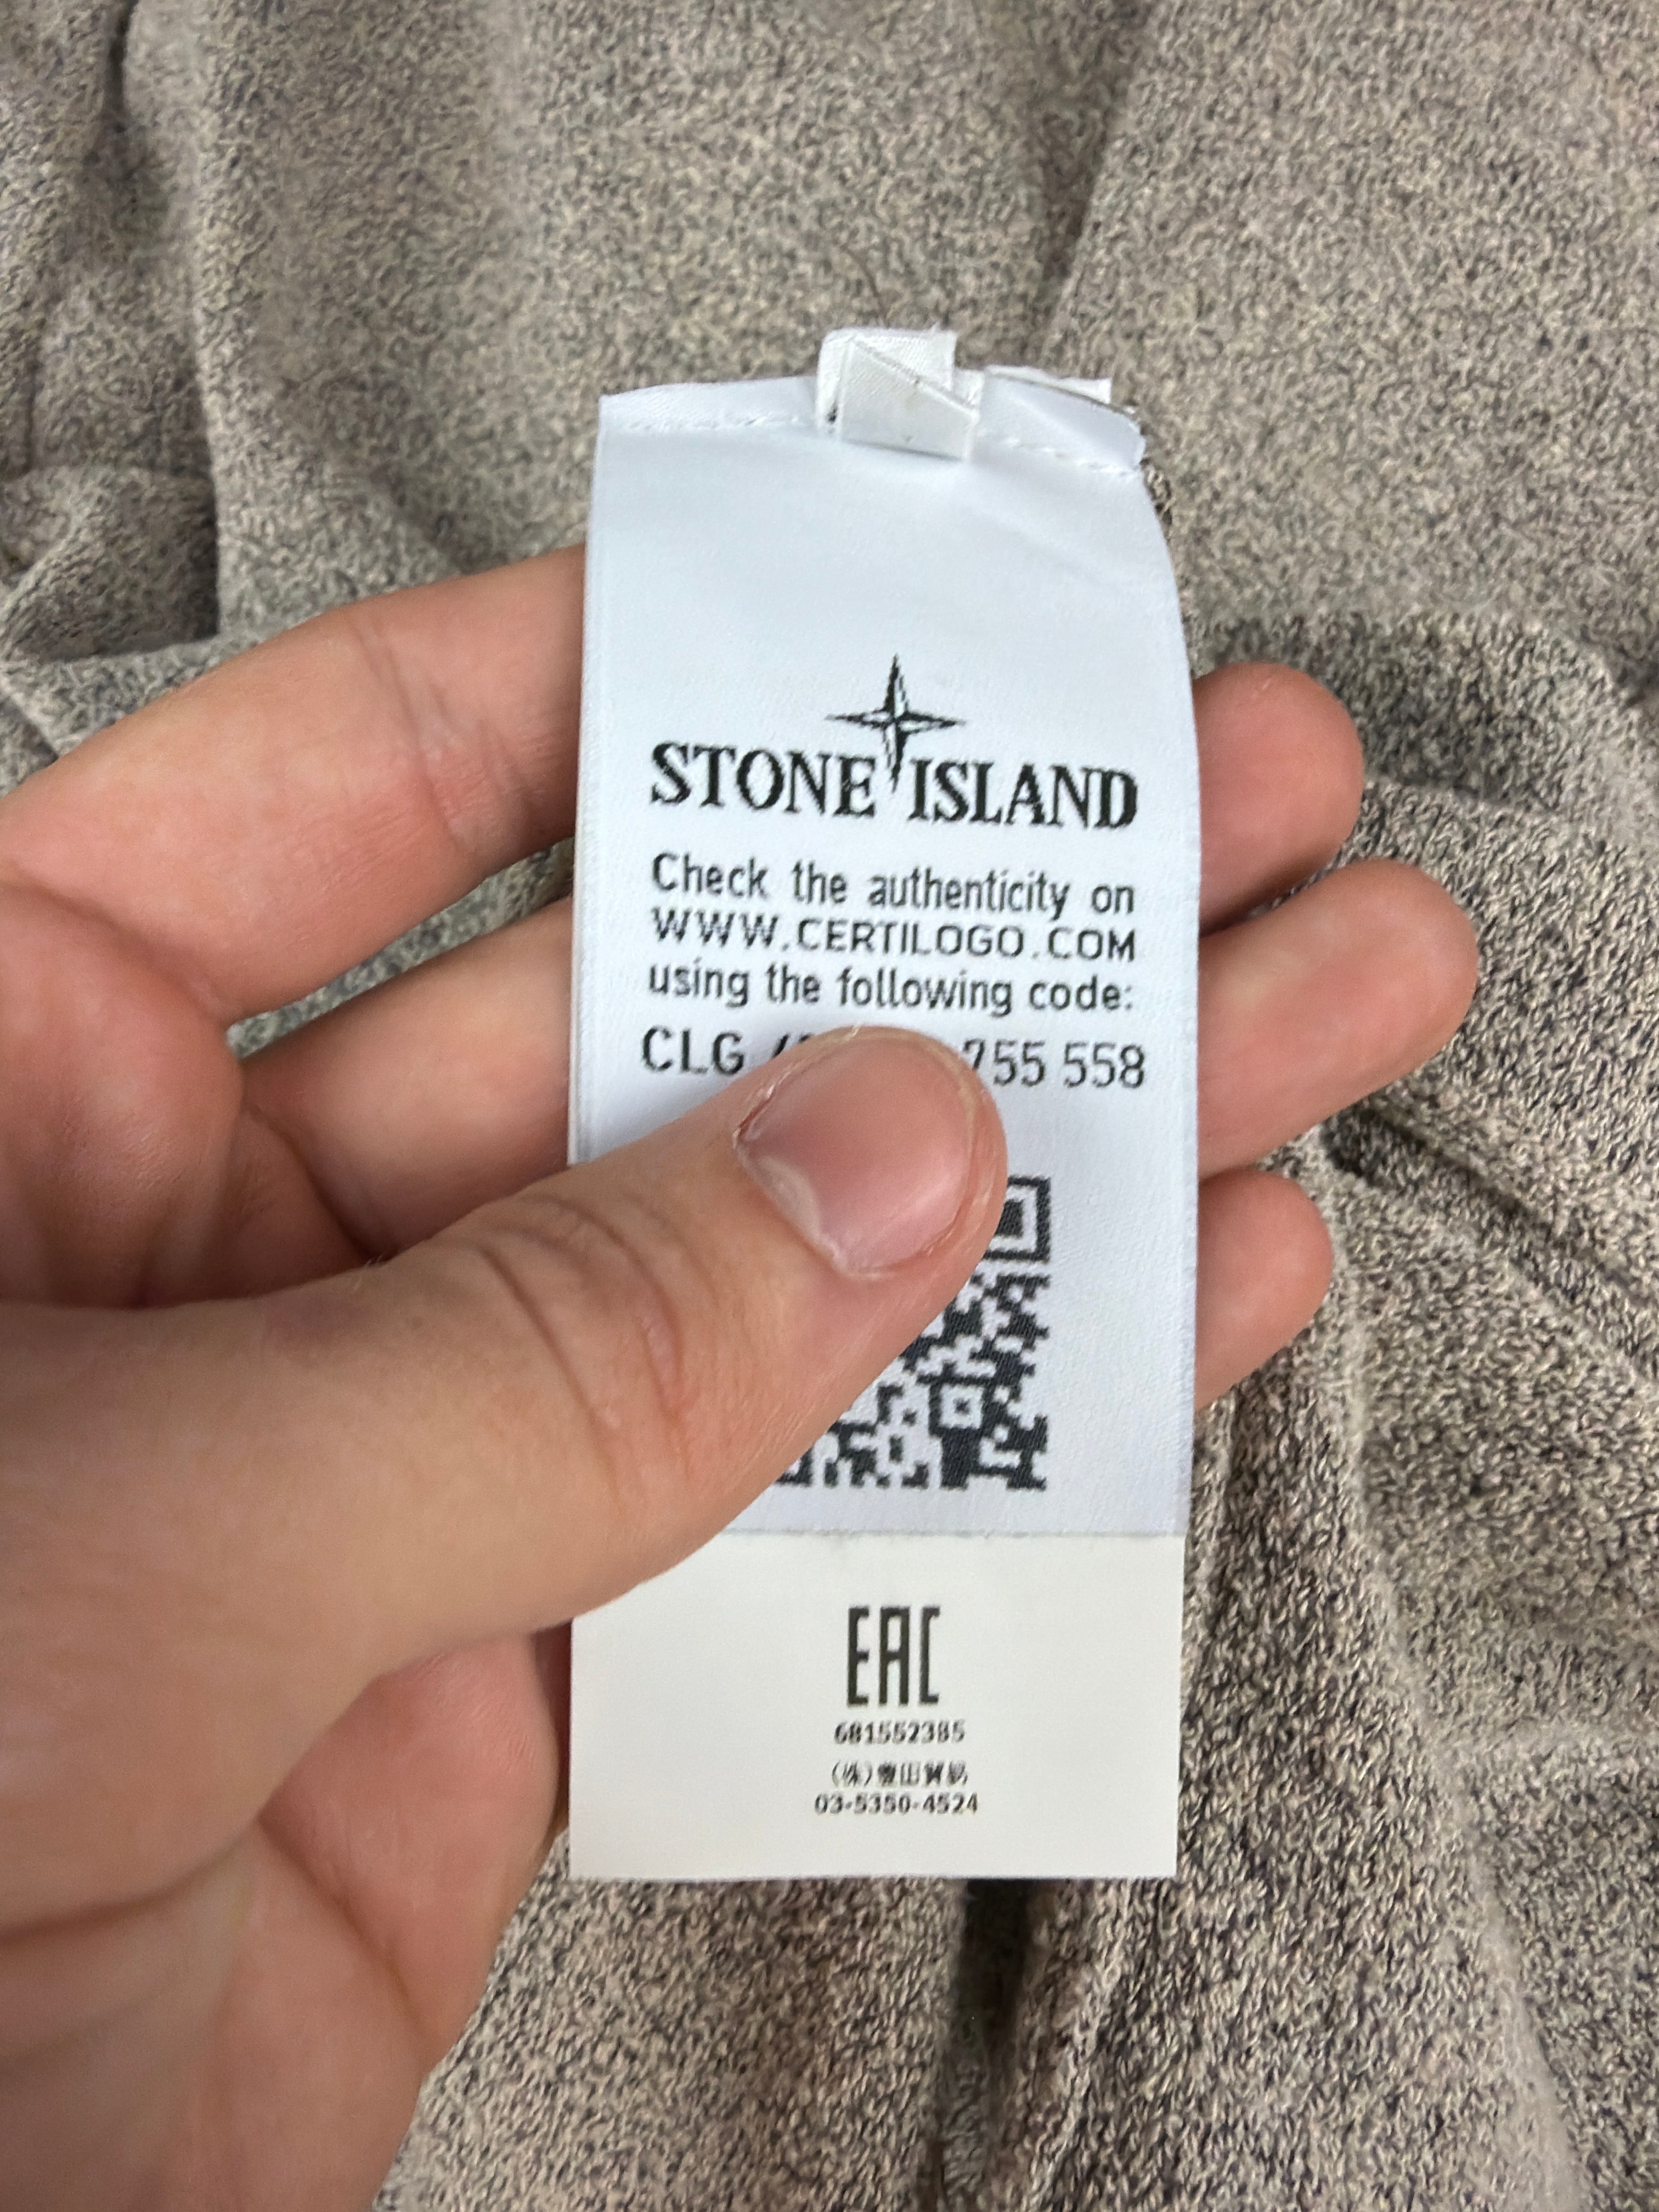 STONE ISLAND
Check the authenticity on
WWW.CERTILOGO.COM
using the following code:
CLG 755 558
EAC
681552385
(株)豊田貿易
03-5350-4524